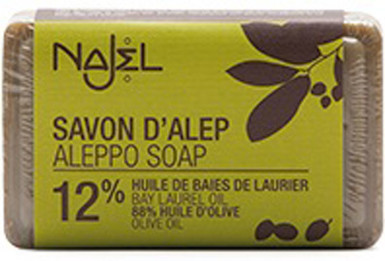 NAJEL
SAVON D'ALEP
ALEPPO SOAP
12%
HUILE DE BAIES DE LAURIER
BAY LAUREL OIL
88% HUILE D'OLIVE
OLIVE OIL